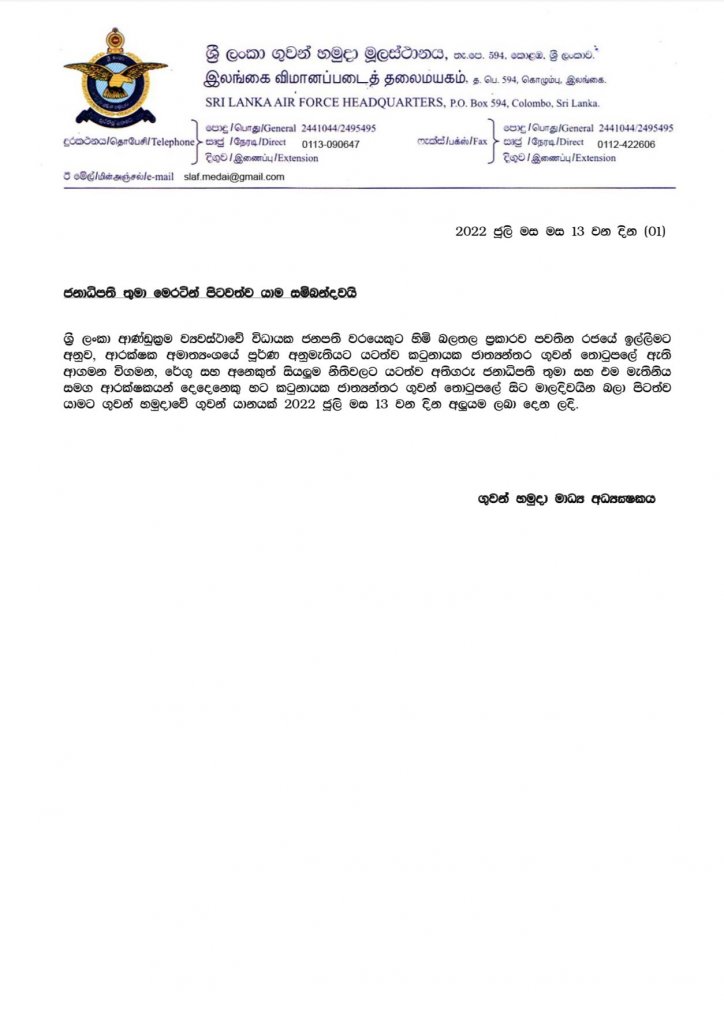 ශ්‍රී ලංකා ගුවන් හමුදා මූලස්ථානය, තැ.පෙ. 594, කොළඹ, ශ්‍රී ලංකාව.
இலங்கை விமானப்படைத் தலைமையகம். த. பெ. 594, கொழும்பு, இலங்கை.
SRI LANKA AIR FORCE HEADQUARTERS, P.O. Box 594, Colombo, Sri Lanka.
දුරකථනය/தொபேசி/Telephone
පොදු/பொது/General 2441044/2495495
සෘජු/நேரடி/Direct 0113-090647
දිගුව/இணைப்பு/Extension
ෆැක්ස්/பக்ஸ்/Fax
පොදු/பொது/General 2441044/2495495
සෘජු/நேரடி/Direct 0112-422606
දිගුව/இணைப்பு/Extension
ඊ මේල්/மின்அஞ்சல்/e-mail slaf.medai@gmail.com
2022 ජූලි මස මස 13 වන දින (01)
ජනාධිපති තුමා මෙරටින් පිටවත්ව යාම සම්බන්දවයි
ශ්‍රී ලංකා ආණ්ඩුක්‍රම ව්‍යවස්ථාවේ විධායක ජනපති වරයෙකුට හිමි බලතල ප්‍රකාරව පවතින රජයේ ඉල්ලීමට
අනුව, ආරක්ෂක අමාත්‍යංශයේ පූර්ණ අනුමැතියට යටත්ව කටුනායක ජාත්‍යන්තර ගුවන් තොටුපලේ ඇති
ආගමන විගමන, රේගු සහ අනෙකුත් සියලුම නීතිවලට යටත්ව අතිගරු ජනාධිපති තුමා සහ එම මැතිනිය
සමග ආරක්ෂකයන් දෙදෙනෙකු හට කටුනායක ජාත්‍යන්තර ගුවන් තොටුපලේ සිට මාලදිවයින බලා පිටත්ව
යාමට ගුවන් හමුදාවේ ගුවන් යානයක් 2022 ජූලි මස 13 වන දින අලුයම ලබා දෙන ලදි.
ගුවන් හමුදා මාධ්‍ය අධ්‍යක්ෂකය